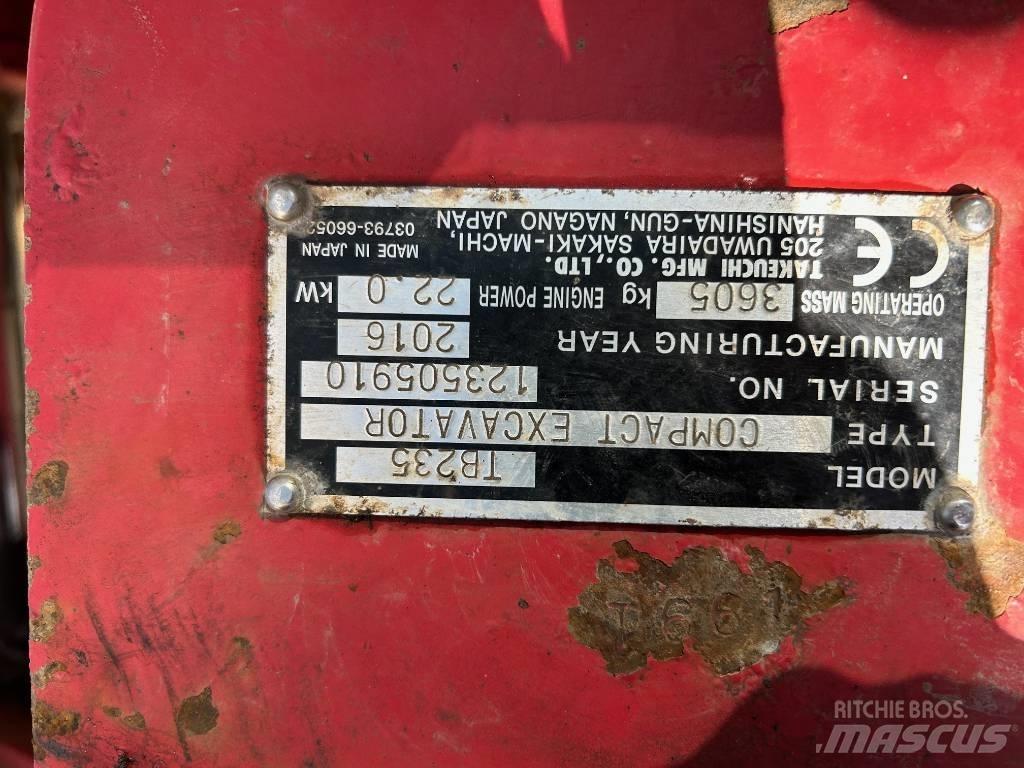 MODEL TB235
TYPE COMPACT EXCAVATOR
SERIAL NO. 123505910
MANUFACTURING YEAR 2016
OPERATING MASS 3605 kg ENGINE POWER 22.0 kW
CE
TAKEUCHI MFG. CO., LTD.
205 UWADAIRA SAKAKI-MACHI,
HANISHINA-GUN, NAGANO JAPAN
MADE IN JAPAN
RITCHIE BROS.
MASCUS